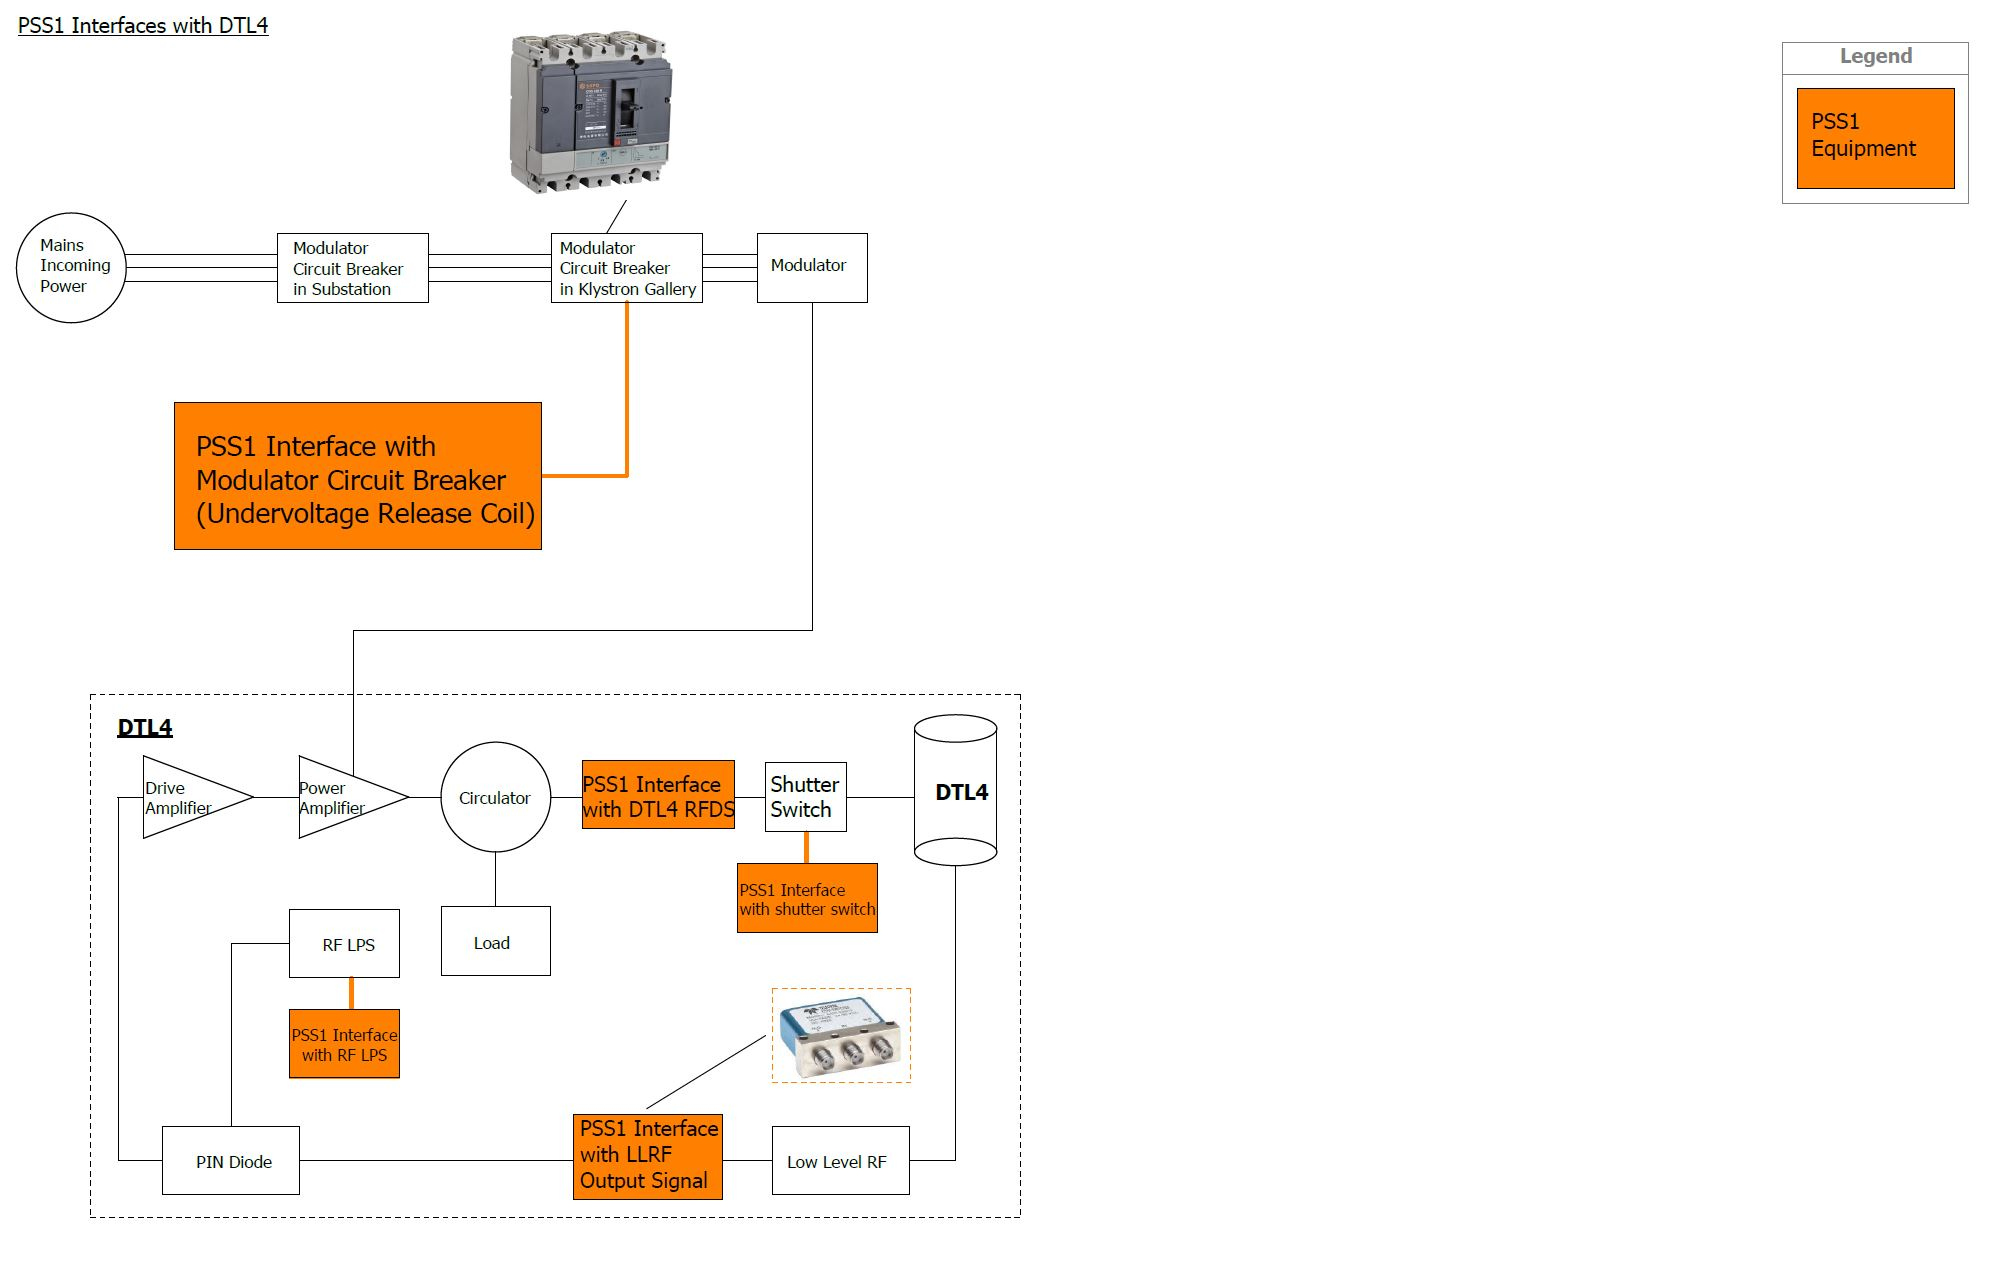 PSS1 Interfaces with DTL4
Legend
PSS1
Equipment
Mains
Incoming
Power
Modulator
Circuit Breaker
in Substation
Modulator
Circuit Breaker
in Klystron Gallery
Modulator
PSS1 Interface with
Modulator Circuit Breaker
(Undervoltage Release Coil)
DTL4
Drive
Amplifier
Power
Amplifier
Circulator
PSS1 Interface
with DTL4 RFDS
Shutter
Switch
DTL4
PSS1 Interface
with shutter switch
RF LPS
Load
PSS1 Interface
with RF LPS
PIN Diode
PSS1 Interface
with LLRF
Output Signal
Low Level RF